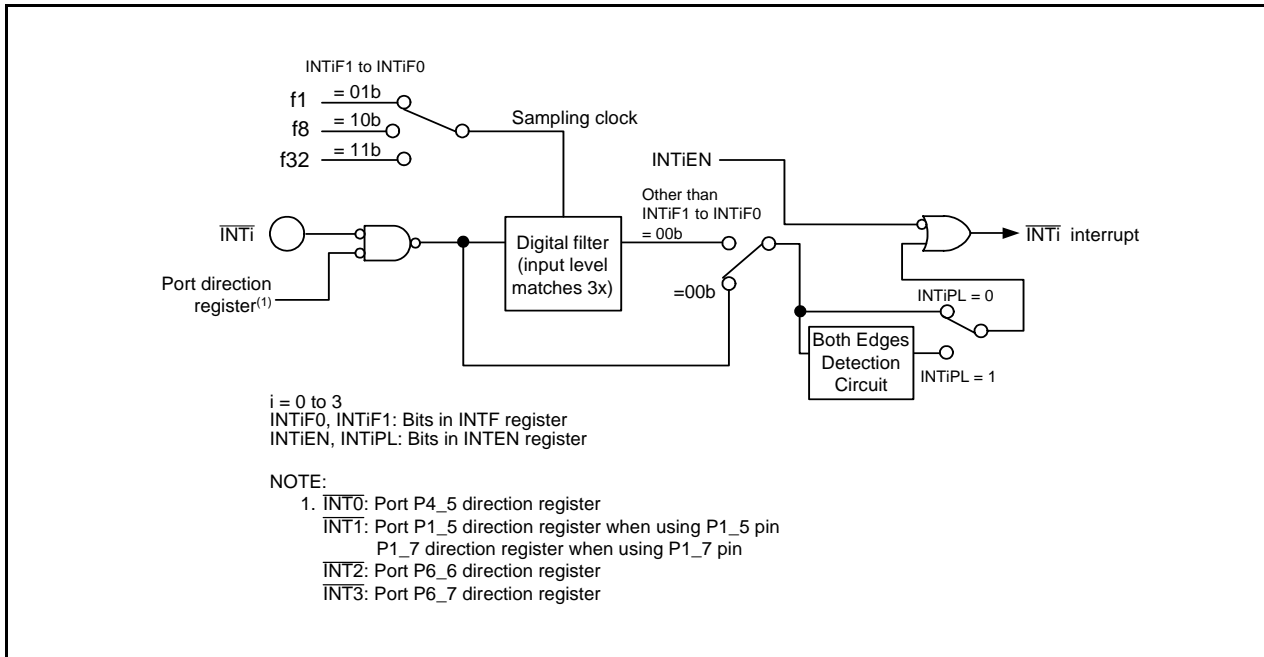 INTiF1 to INTiF0
f1 = 01b
f8 = 10b
f32 = 11b
Sampling clock
INTiEN
Other than
INTiF1 to INTiF0
= 00b
INTi
Digital filter
(input level
matches 3x)
INTi interrupt
Port direction
register(1)
=00b
INTiPL = 0
Both Edges
Detection
Circuit
INTiPL = 1
i = 0 to 3
INTiF0, INTiF1: Bits in INTF register
INTiEN, INTiPL: Bits in INTEN register
NOTE:
1. INT0: Port P4_5 direction register
INT1: Port P1_5 direction register when using P1_5 pin
P1_7 direction register when using P1_7 pin
INT2: Port P6_6 direction register
INT3: Port P6_7 direction register